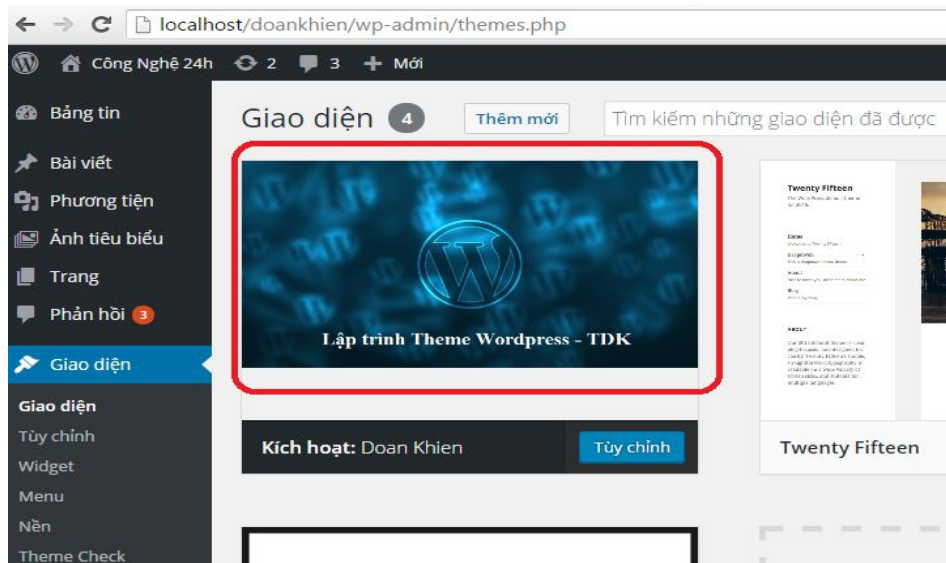 localhost/doankhien/wp-admin/themes.php
Công Nghệ 24h 2 3 + Mới
Bảng tin
Bài viết
Phương tiện
Ảnh tiêu biểu
Trang
Phản hồi 3
Giao diện
Giao diện
Tùy chỉnh
Widget
Menu
Nền
Theme Check
Giao diện 4 Thêm mới Tìm kiếm những giao diện đã được
Lập trình Theme Wordpress - TDK
Kích hoạt: Doan Khien Tùy chỉnh
Twenty Fifteen
ABOUT
Twenty Fifteen